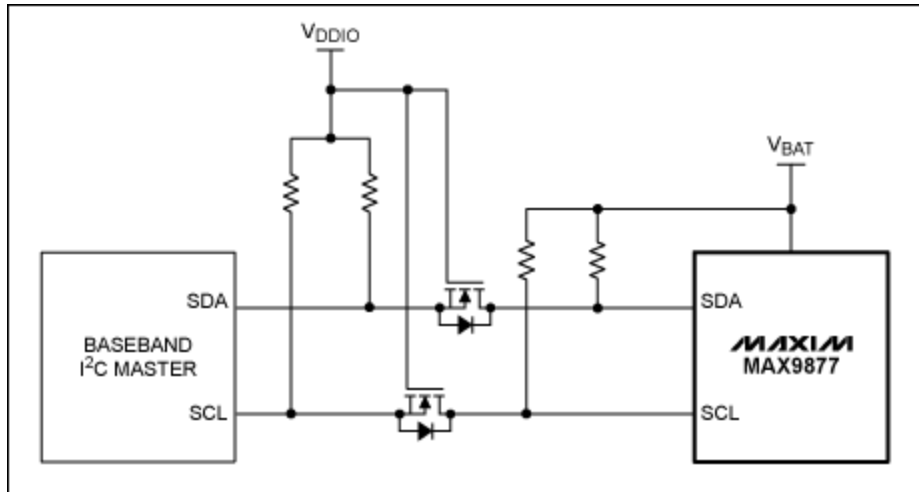 VDDIO
VBAT
SDA
SDA
BASEBAND
I²C MASTER
MAXIM
MAX9877
SCL
SCL